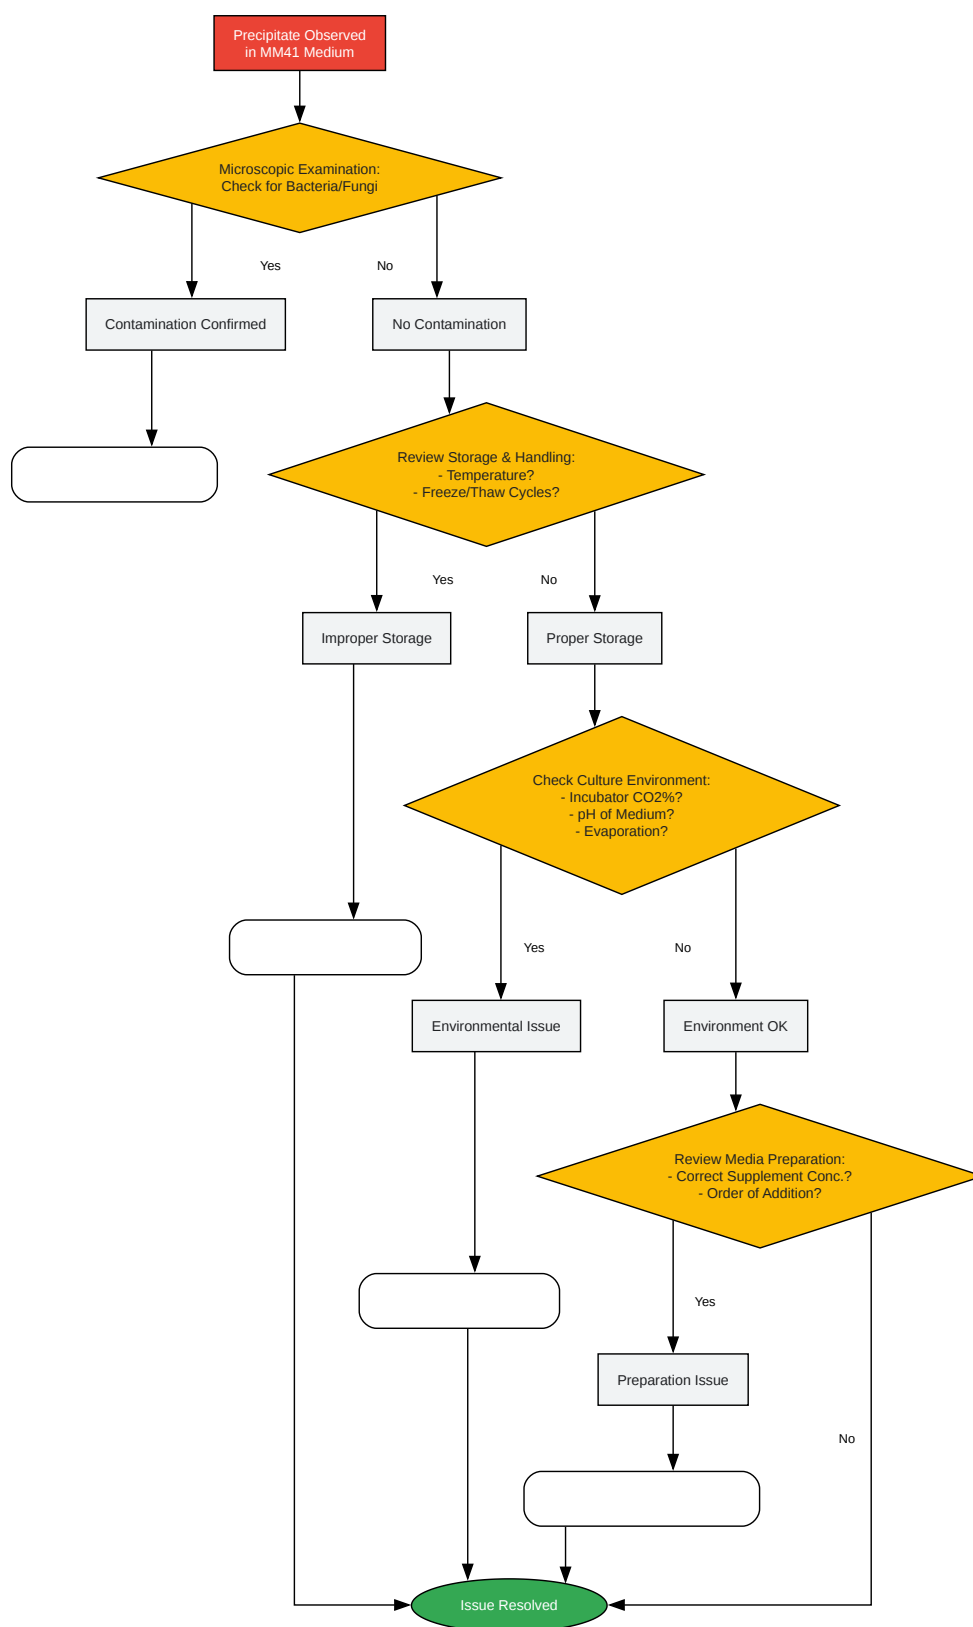 Precipitate Observed
in MM41 Medium
Microscopic Examination:
Check for Bacteria/Fungi
Yes
No
Contamination Confirmed
No Contamination
Review Storage & Handling:
- Temperature?
- Freeze/Thaw Cycles?
Yes
No
Improper Storage
Proper Storage
Check Culture Environment:
- Incubator CO2%?
- pH of Medium?
- Evaporation?
Yes
No
Environmental Issue
Environment OK
Review Media Preparation:
- Correct Supplement Conc.?
- Order of Addition?
Yes
Preparation Issue
No
Issue Resolved